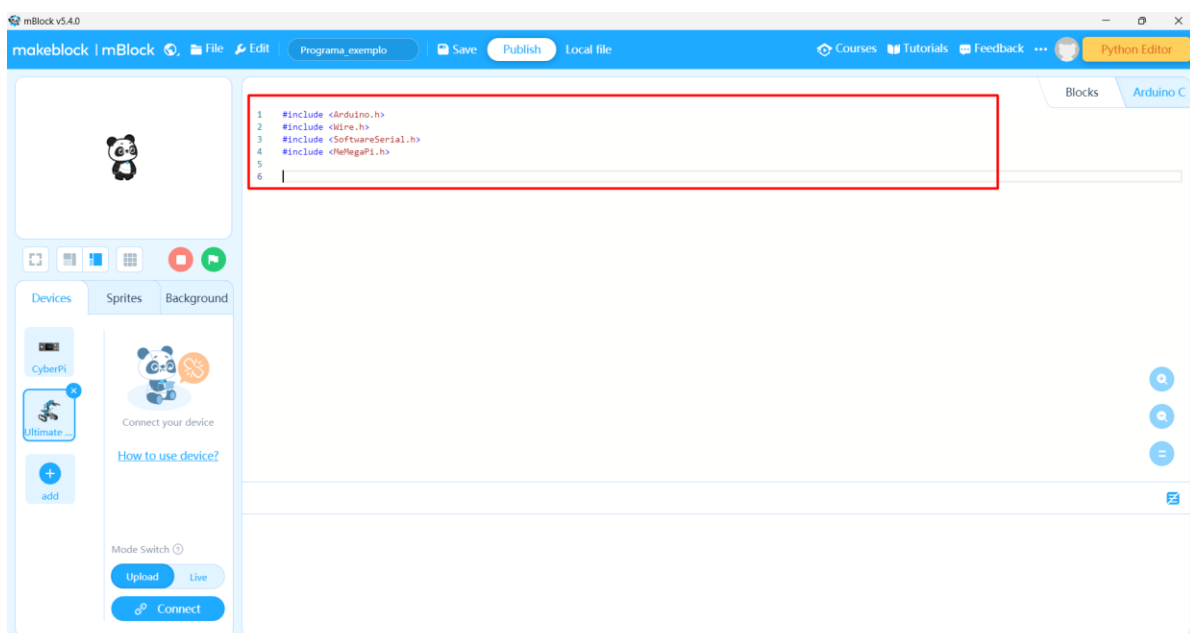 mBlock v5.4.0
makeblock | mBlock File Edit Programa_exemplo Save Publish Local file Courses Tutorials Feedback ... Python Editor
Blocks Arduino C
1 #include <Arduino.h>
2 #include <Wire.h>
3 #include <SoftwareSerial.h>
4 #include <MeMegaPi.h>
5
6
Devices Sprites Background
CyberPi
Ultimate ...
Connect your device
How to use device?
add
Mode Switch
Upload Live
Connect